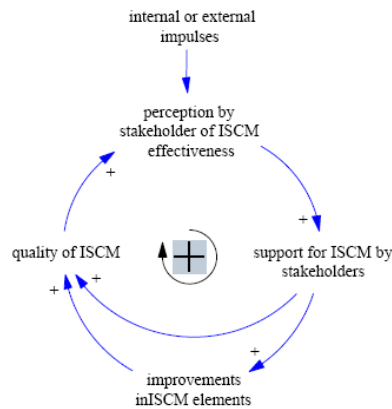 internal or external
impulses
perception by
stakeholder of ISCM
effectiveness
+
+
quality of ISCM
+
support for ISCM by
stakeholders
+
+
+
improvements
inISCM elements